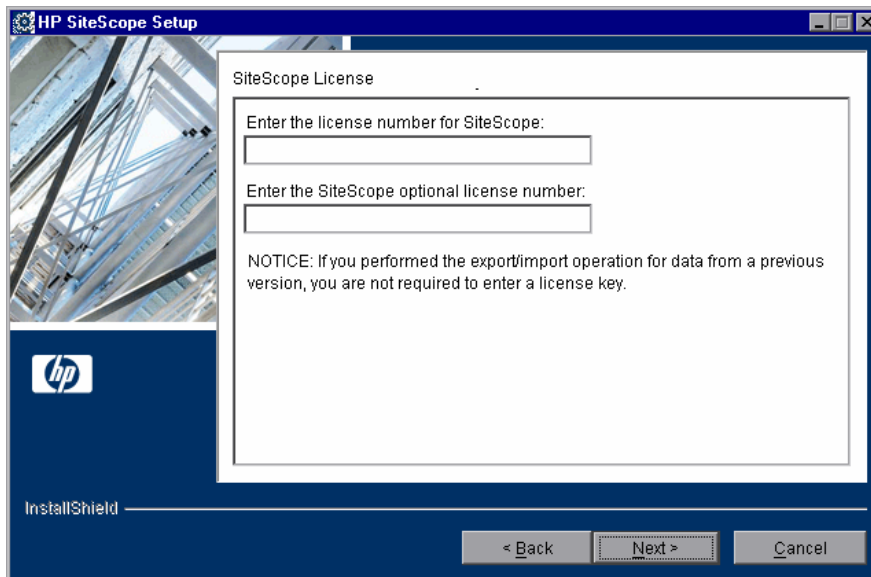 HP SiteScope Setup
SiteScope License
Enter the license number for SiteScope:
Enter the SiteScope optional license number:
NOTICE: If you performed the export/import operation for data from a previous
version, you are not required to enter a license key.
hp
InstallShield
< Back
Next >
Cancel